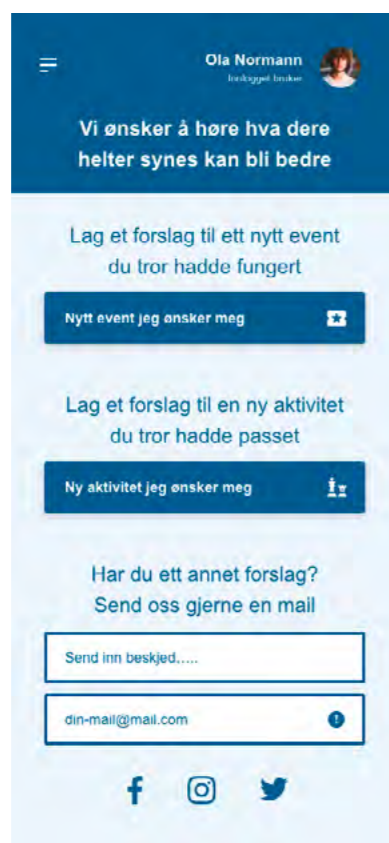 Ola Normann
Innlogget bruker
Vi ønsker å høre hva dere
helter synes kan bli bedre
Lag et forslag til ett nytt event
du tror hadde fungert
Nytt event jeg ønsker meg
Lag et forslag til en ny aktivitet
du tror hadde passet
Ny aktivitet jeg ønsker meg
Har du ett annet forslag?
Send oss gjerne en mail
Send inn beskjed.....
din-mail@mail.com